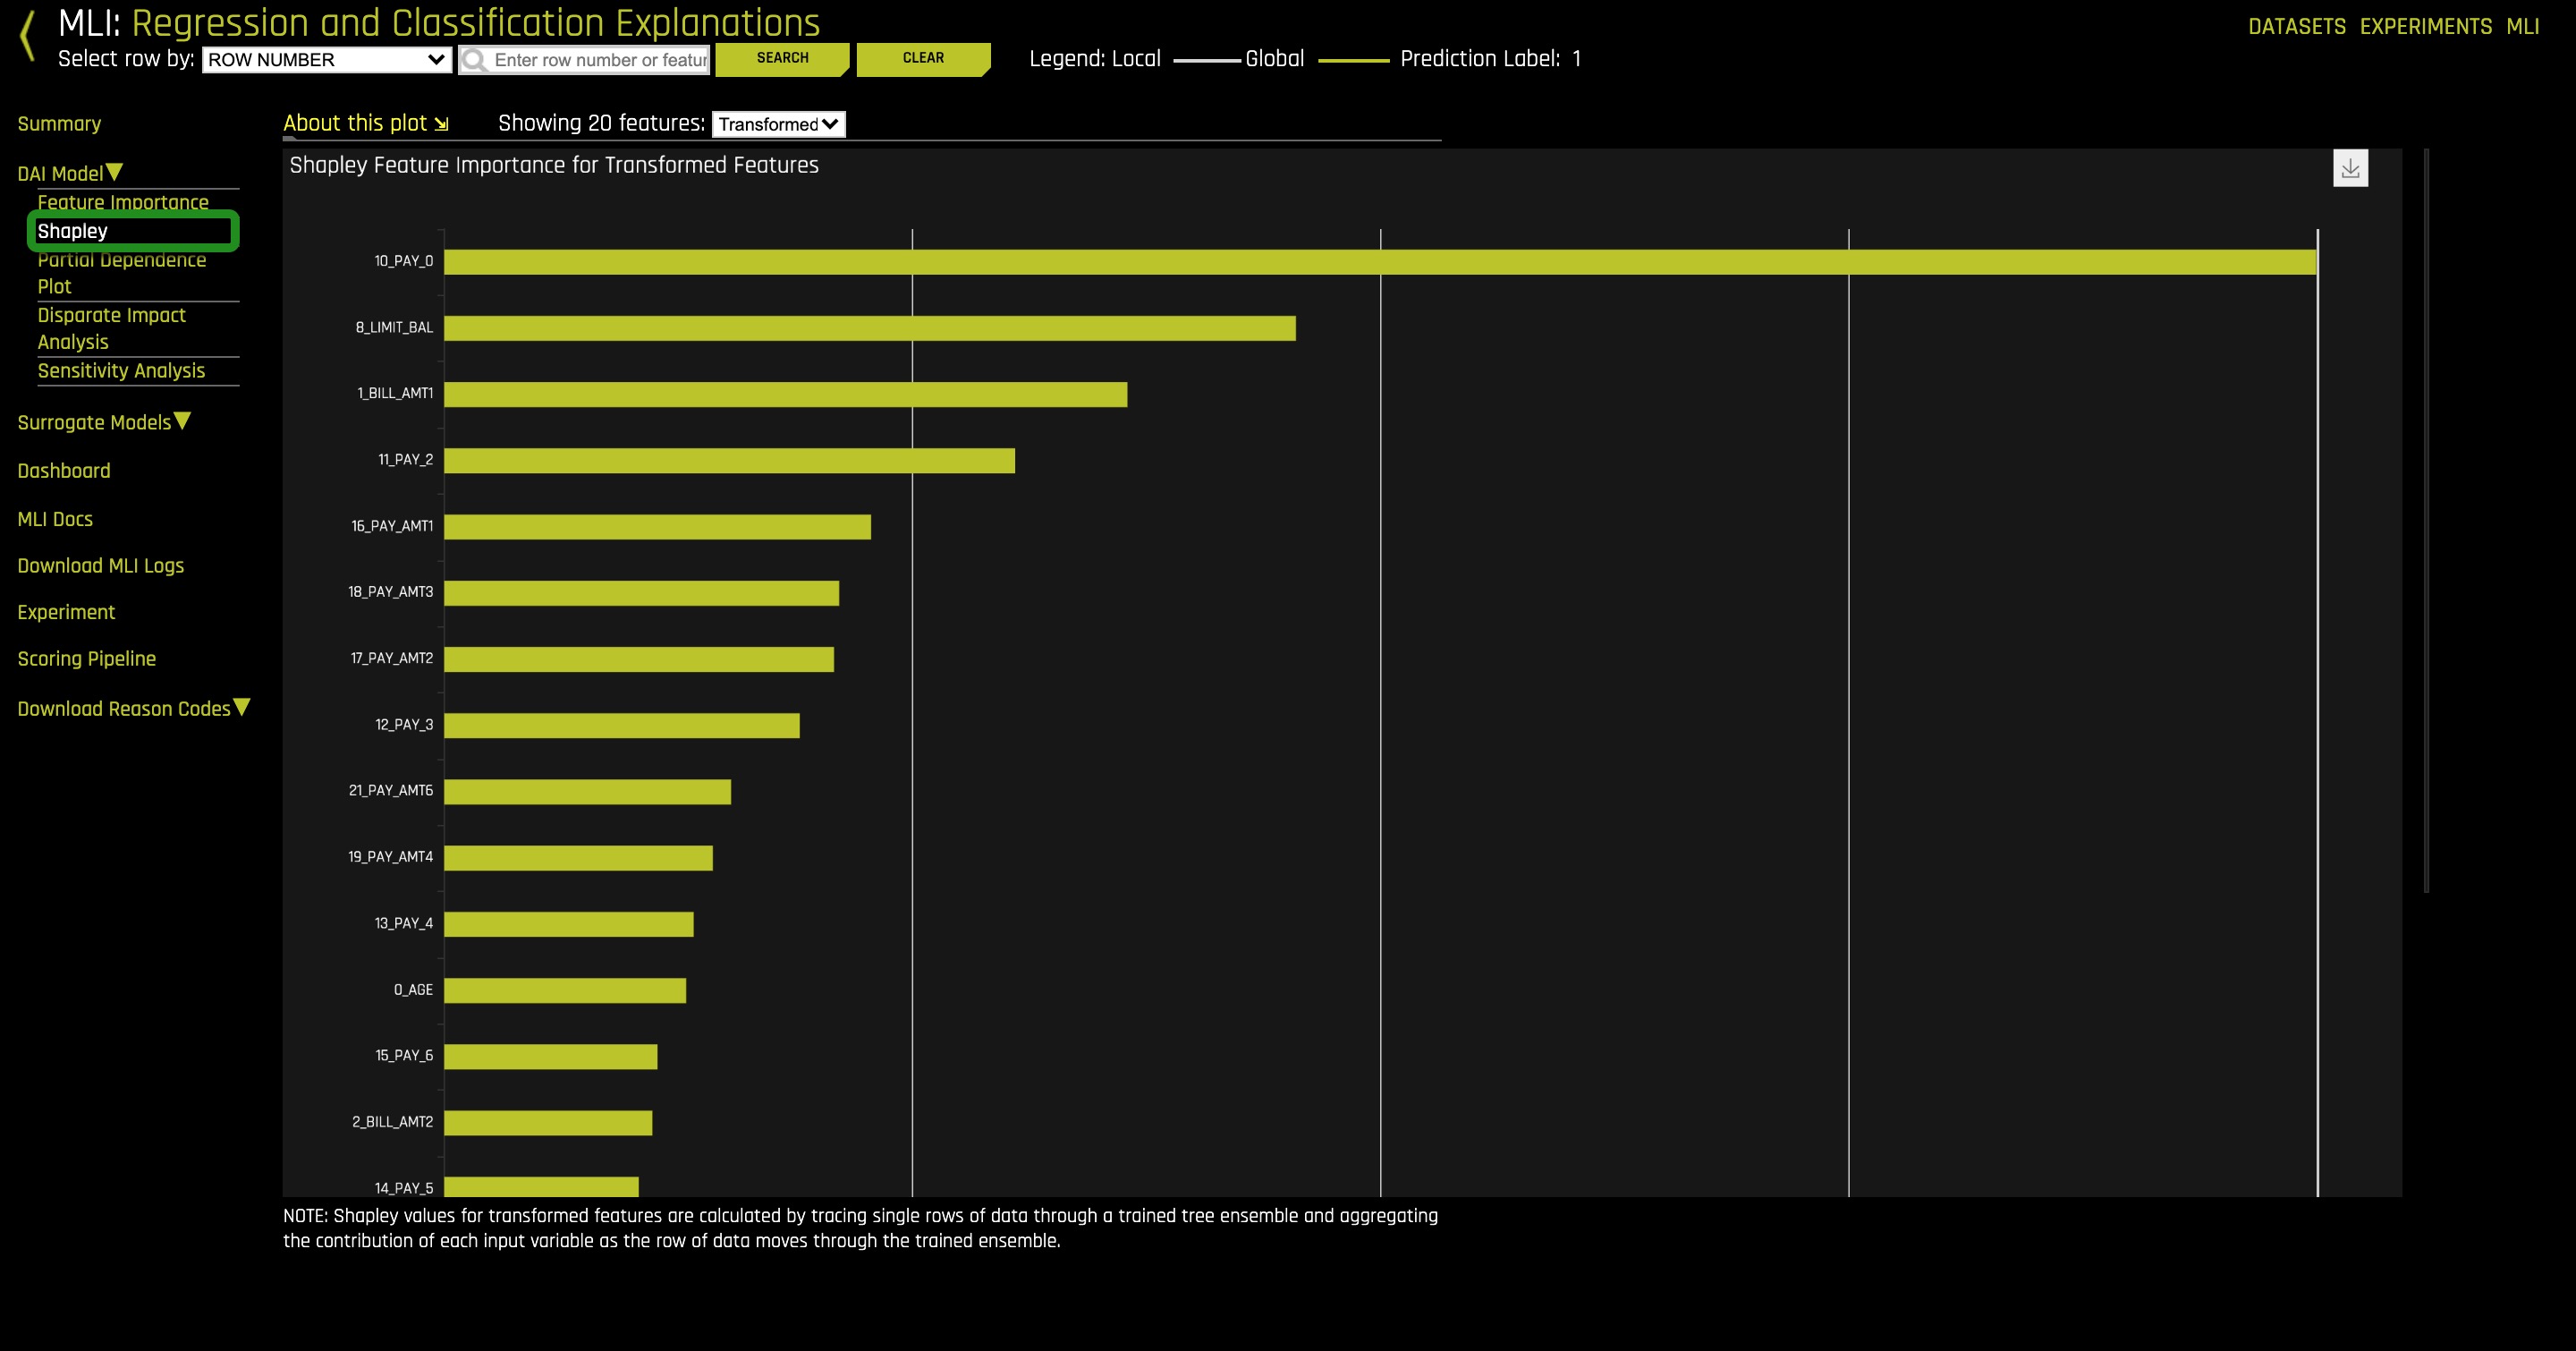 MLI: Regression and Classification Explanations
DATASETS EXPERIMENTS MLI
Select row by: ROW NUMBER Enter row number or featur SEARCH CLEAR Legend: Local Global Prediction Label: 1
Summary
DAI Model
Feature Importance
Shapley
Partial Dependence
Plot
Disparate Impact
Analysis
Sensitivity Analysis
Surrogate Models
Dashboard
MLI Docs
Download MLI Logs
Experiment
Scoring Pipeline
Download Reason Codes
About this plot Showing 20 features: Transformed
Shapley Feature Importance for Transformed Features
10_PAY_0
8_LIMIT_BAL
1_BILL_AMT1
11_PAY_2
16_PAY_AMT1
18_PAY_AMT3
17_PAY_AMT2
12_PAY_3
21_PAY_AMT6
19_PAY_AMT4
13_PAY_4
0_AGE
15_PAY_6
2_BILL_AMT2
14_PAY_5
NOTE: Shapley values for transformed features are calculated by tracing single rows of data through a trained tree ensemble and aggregating
the contribution of each input variable as the row of data moves through the trained ensemble.